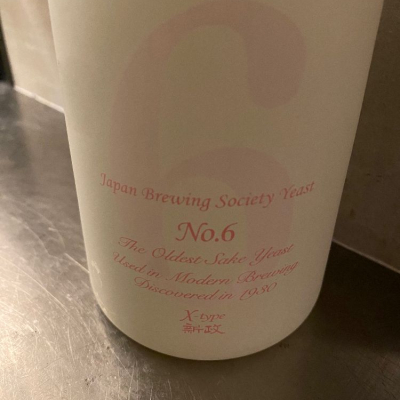 6
Japan Brewing Society Yeast
No.6
The Oldest Sake Yeast
Used in Modern Brewing
Discovered in 1930
X-type
新政